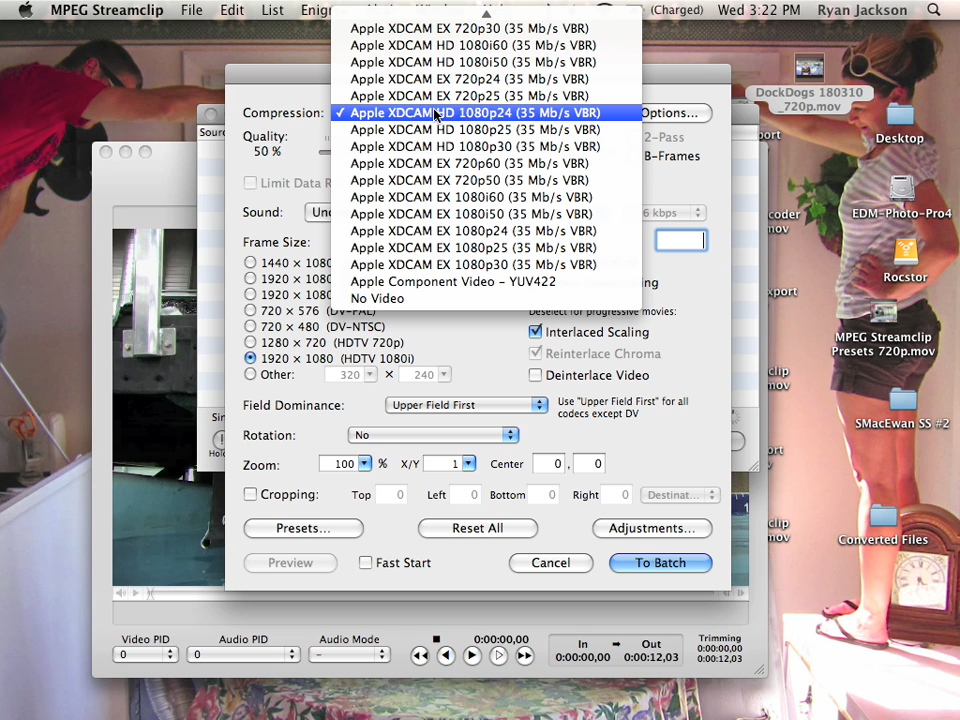 MPEG Streamclip File Edit List (Charged) Wed 3:22 PM Ryan Jackson
Apple XDCAM EX 720p30 (35 Mb/s VBR)
Apple XDCAM HD 1080i60 (35 Mb/s VBR)
Apple XDCAM HD 1080i50 (35 Mb/s VBR)
Apple XDCAM EX 720p24 (35 Mb/s VBR)
Apple XDCAM EX 720p25 (35 Mb/s VBR)
Compression: ✓ Apple XDCAM HD 1080p24 (35 Mb/s VBR) Options...
Apple XDCAM HD 1080p25 (35 Mb/s VBR)
Apple XDCAM HD 1080p30 (35 Mb/s VBR)
Apple XDCAM EX 720p60 (35 Mb/s VBR)
Apple XDCAM EX 720p50 (35 Mb/s VBR)
Apple XDCAM EX 1080i60 (35 Mb/s VBR)
Apple XDCAM EX 1080i50 (35 Mb/s VBR)
Apple XDCAM EX 1080p24 (35 Mb/s VBR)
Apple XDCAM EX 1080p25 (35 Mb/s VBR)
Apple XDCAM EX 1080p30 (35 Mb/s VBR)
Apple Component Video - YUV422
No Video
Quality:
50 %
2-Pass
B-Frames
Limit Data R
Sound: Unc
6 kbps
Frame Size:
1440 × 1080
1920 × 1080
1920 × 1080
720 × 576 (DV-PAL)
720 × 480 (DV-NTSC)
1280 × 720 (HDTV 720p)
1920 × 1080 (HDTV 1080i)
Other: 320 × 240
Deselect for progressive movies:
Interlaced Scaling
Reinterlace Chroma
Deinterlace Video
Field Dominance: Upper Field First
Use "Upper Field First" for all
codecs except DV
Rotation: No
Zoom: 100 % X/Y 1 Center 0 , 0
Cropping: Top 0 Left 0 Bottom 0 Right 0 Destinat...
Presets... Reset All Adjustments...
Preview Fast Start Cancel To Batch
Video PID
0
Audio PID
0
Audio Mode
–
0:00:00,00
In ➡ Out
0:00:00,00 0:00:12,03
Trimming
0:00:00,00
0:00:12,03
DockDogs 180310
_720p.mov
Desktop
EDM-Photo-Pro4
Rocstor
MPEG Streamclip
Presets 720p.mov
SMacEwan SS #2
Converted Files